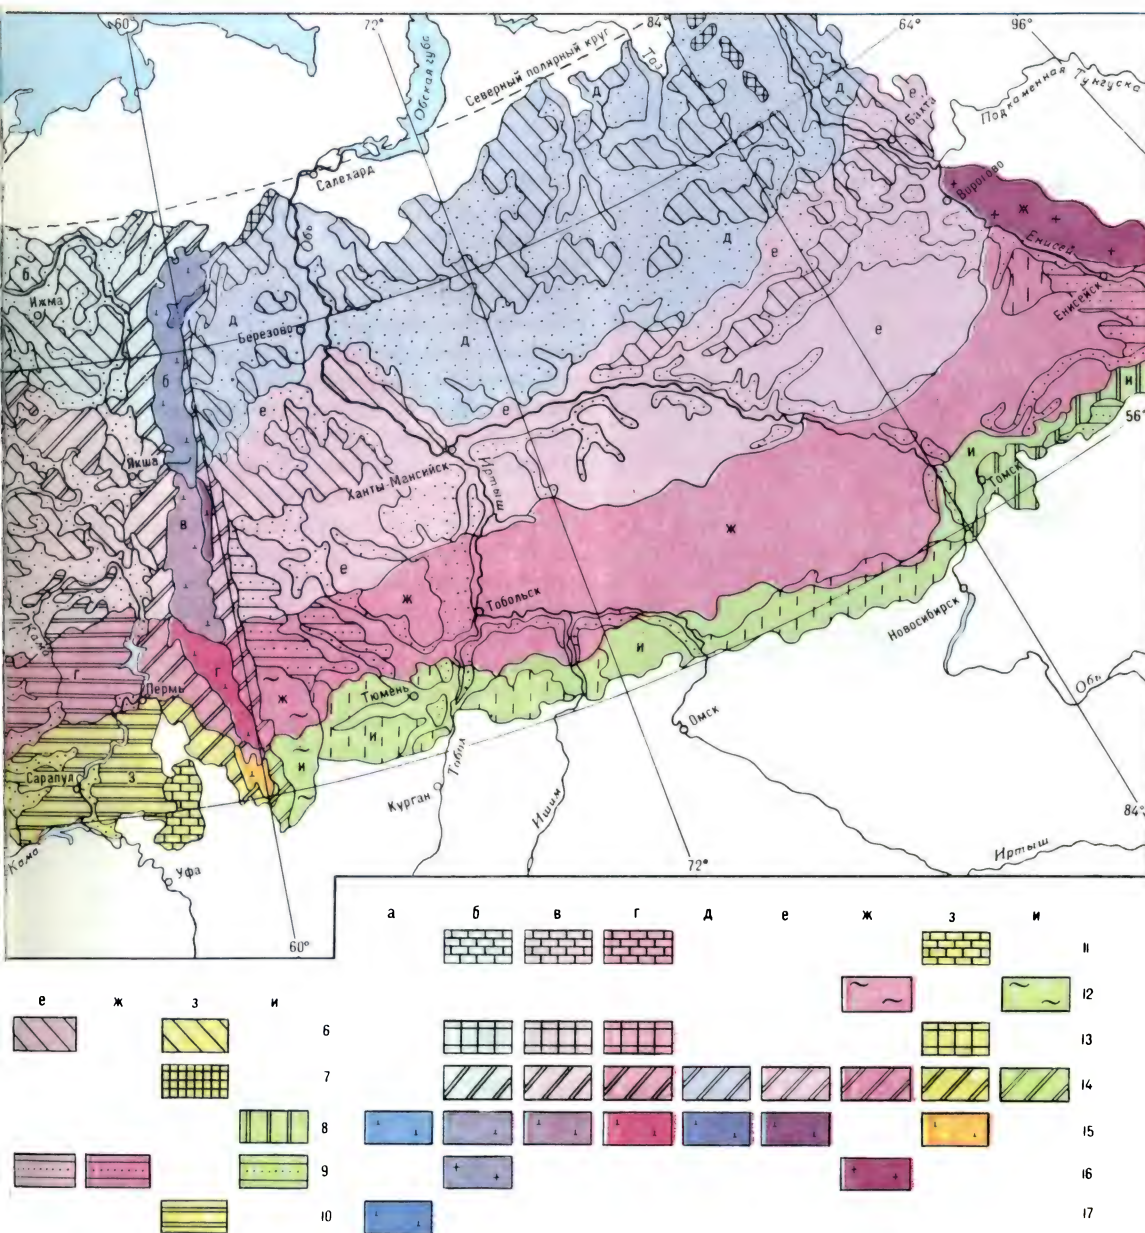 60° 72° 84° 64° 96°
Северный полярный круг
Обская губа
Таз
Подкаменная Тунгуска
д д е
Бахта
Салехард
Ворогово
ж
Енисей
Енисейск
Обь
б
Ижма
д
Березово
д
д
е
е
е
б
и
56°
е
е
и
Якша
Ханты-Мансийск
Иртыш
Томск
в
ж
е
ж
Тобольск
Новосибирск
Кама
г
г
и
Обь
Пермь
ж
Тюмень
и
Омск
Сарапул
з
и
Тобол
Курган
Ишим
84°
Кама
Уфа
72°
Иртыш
60°
а б в г д е ж з и
11
12
е ж з и
6
13
7
14
8
15
9
16
10
17